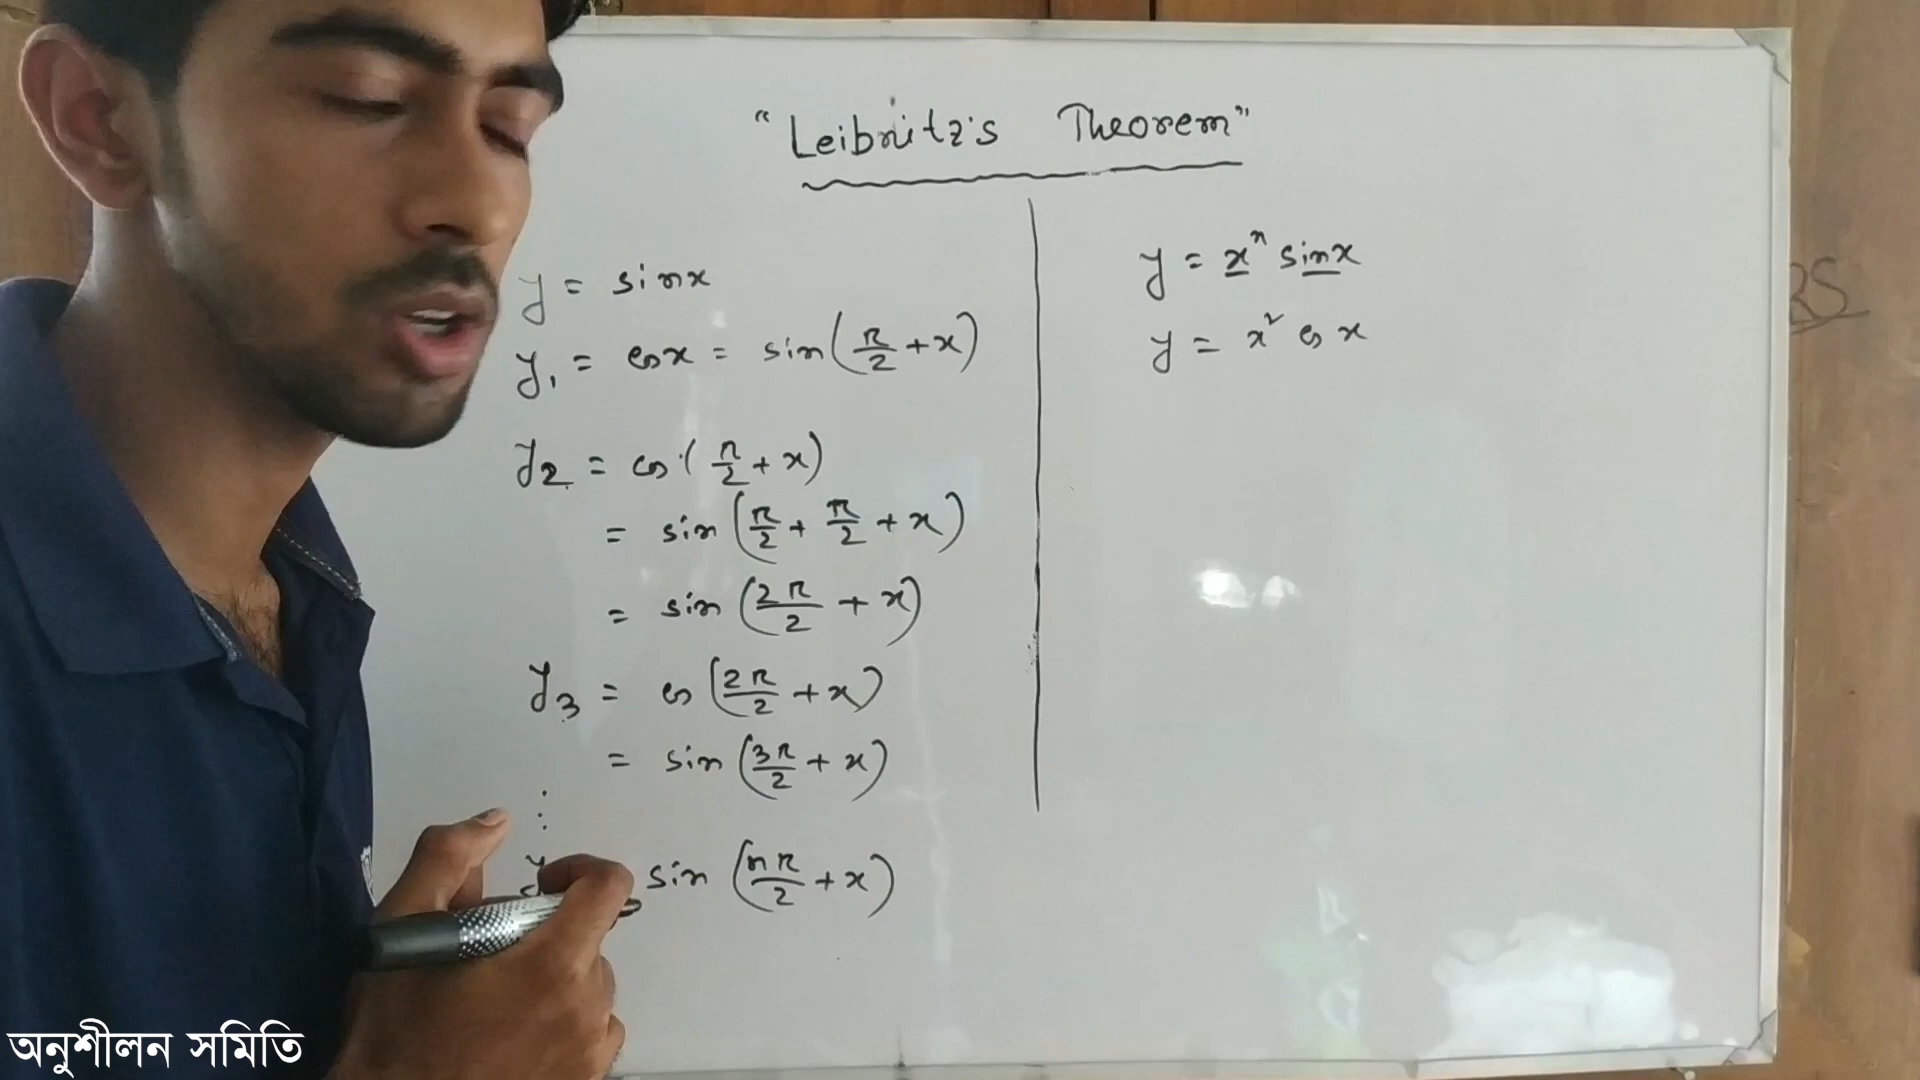 "Leibnitz's Theorem"
y = sinx
y₁ = cosx = sin(π/2 + x)
y₂ = cos(π/2 + x)
= sin(π/2 + π/2 + x)
= sin(2π/2 + x)
y₃ = cos(2π/2 + x)
= sin(3π/2 + x)
⋮
sin(nπ/2 + x)
y = xⁿ sinx
y = x² cos x
অনুশীলন সমিতি